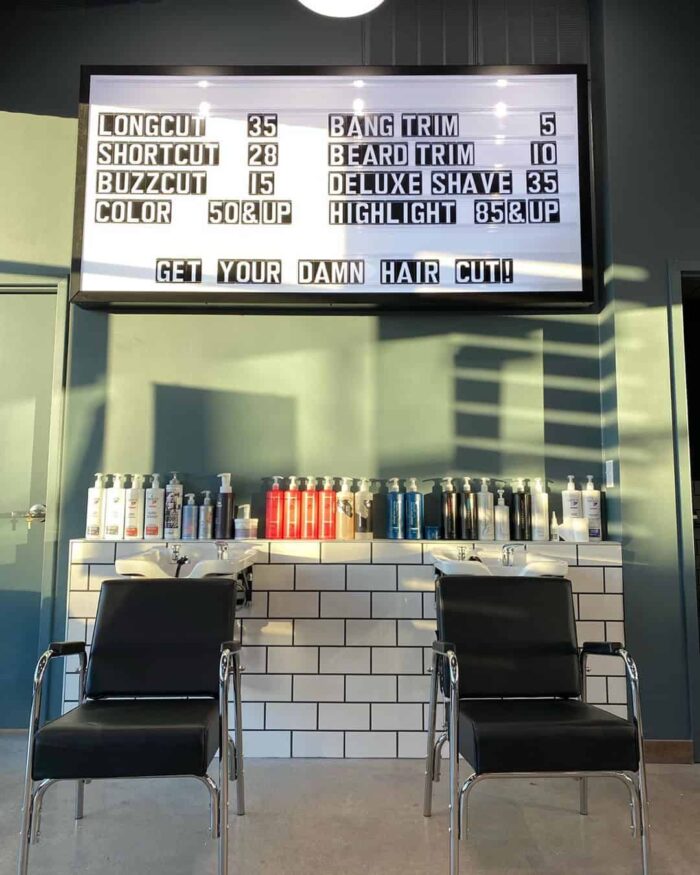 LONGCUT 35
SHORTCUT 28
BUZZCUT 15
COLOR 50&UP
BANG TRIM 5
BEARD TRIM 10
DELUXE SHAVE 35
HIGHLIGHT 85&UP
GET YOUR DAMN HAIR CUT!